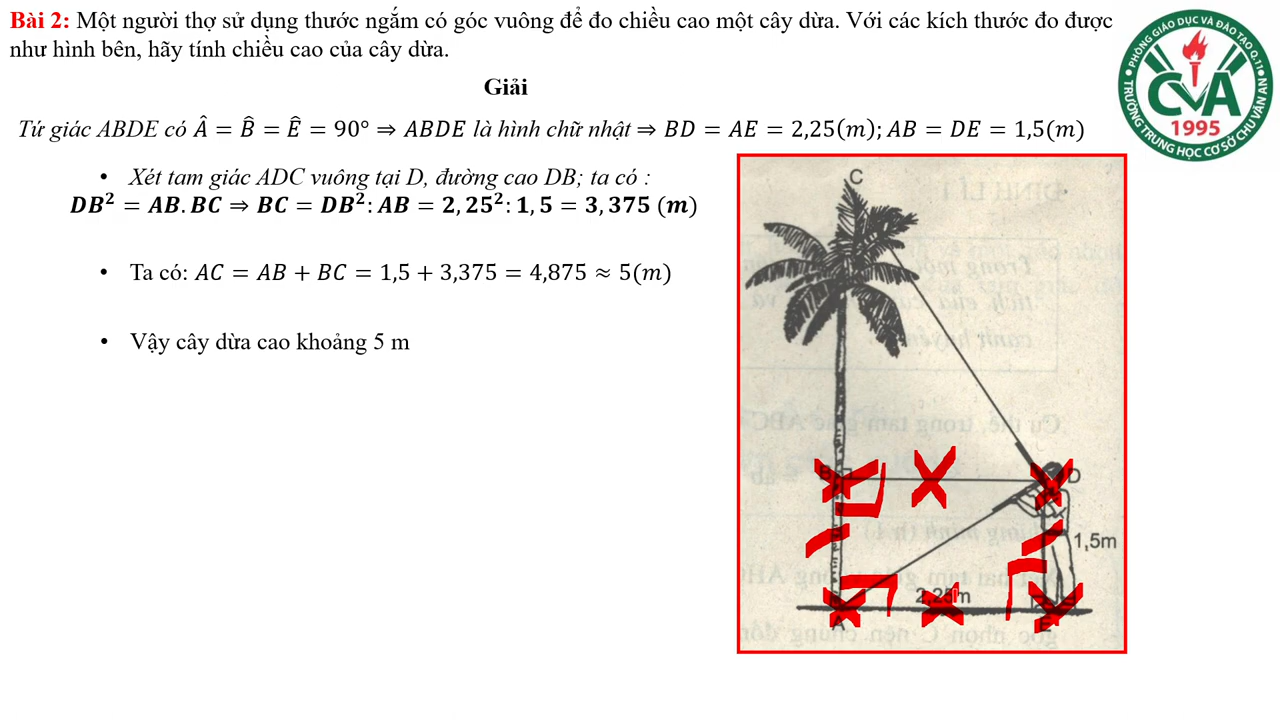 Bài 2: Một người thợ sử dụng thước ngắm có góc vuông để đo chiều cao một cây dừa. Với các kích thước đo được
như hình bên, hãy tính chiều cao của cây dừa.
Giải
Tứ giác ABDE có Â = B̂ = Ê = 90° ⇒ ABDE là hình chữ nhật ⇒ BD = AE = 2,25(m); AB = DE = 1,5(m)
• Xét tam giác ADC vuông tại D, đường cao DB; ta có :
DB² = AB. BC ⇒ BC = DB²: AB = 2, 25²: 1, 5 = 3, 375 (m)
• Ta có: AC = AB + BC = 1,5 + 3,375 = 4,875 ≈ 5(m)
• Vậy cây dừa cao khoảng 5 m
PHÒNG GIÁO DỤC VÀ ĐÀO TẠO Q.11
CVA
1995
TRƯỜNG TRUNG HỌC CƠ SỞ CHU VĂN AN
C
B
D
1,5m
2,25m
A
E